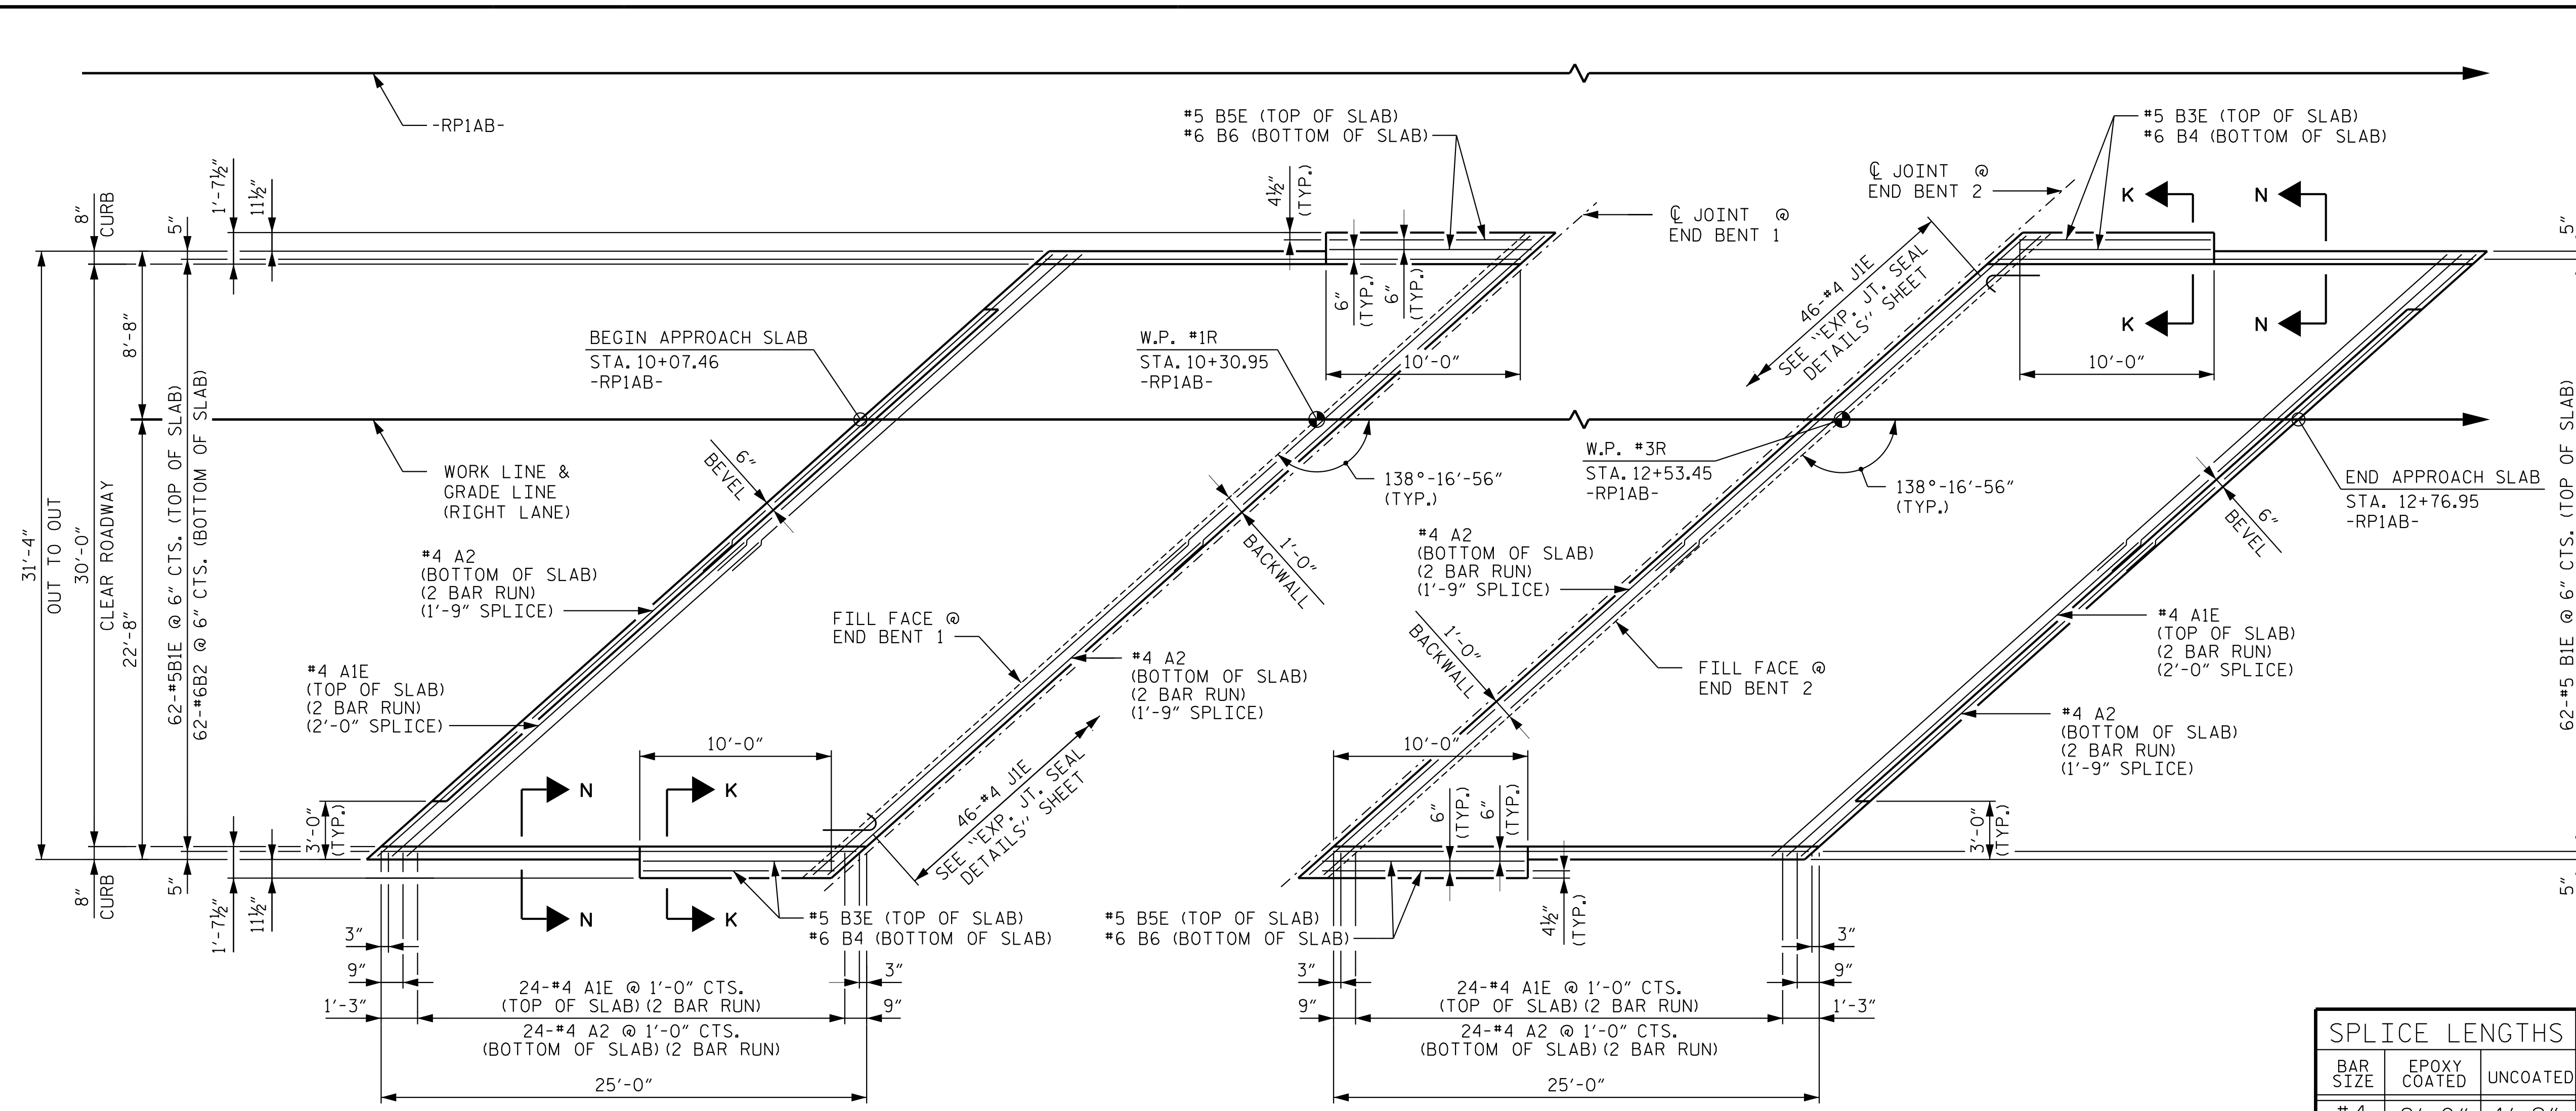 -RP1AB-
#5 B5E (TOP OF SLAB)
#6 B6 (BOTTOM OF SLAB)
#5 B3E (TOP OF SLAB)
#6 B4 (BOTTOM OF SLAB)
℄ JOINT @
END BENT 2
℄ JOINT @
END BENT 1
K
N
K
N
8"
CURB
5"
1'-7½"
11½"
4½"
(TYP.)
6"
(TYP.)
6"
(TYP.)
10'-0"
10'-0"
5"
46-#4 J1E
SEE "EXP. JT. SEAL
DETAILS" SHEET
BEGIN APPROACH SLAB
STA. 10+07.46
-RP1AB-
W.P. #1R
STA. 10+30.95
-RP1AB-
8'-8"
31'-4"
OUT TO OUT
30'-0"
CLEAR ROADWAY
22'-8"
62-#5B1E @ 6" CTS. (TOP OF SLAB)
62-#6B2 @ 6" CTS. (BOTTOM OF SLAB)
WORK LINE &
GRADE LINE
(RIGHT LANE)
6"
BEVEL
138°-16'-56"
(TYP.)
W.P. #3R
STA. 12+53.45
-RP1AB-
138°-16'-56"
(TYP.)
END APPROACH SLAB
STA. 12+76.95
-RP1AB-
6"
BEVEL
62-#5 B1E @ 6" CTS. (TOP OF SLAB)
#4 A2
(BOTTOM OF SLAB)
(2 BAR RUN)
(1'-9" SPLICE)
1'-0"
BACKWALL
#4 A2
(BOTTOM OF SLAB)
(2 BAR RUN)
(1'-9" SPLICE)
FILL FACE @
END BENT 1
1'-0"
BACKWALL
FILL FACE @
END BENT 2
#4 A1E
(TOP OF SLAB)
(2 BAR RUN)
(2'-0" SPLICE)
#4 A1E
(TOP OF SLAB)
(2 BAR RUN)
(2'-0" SPLICE)
#4 A2
(BOTTOM OF SLAB)
(2 BAR RUN)
(1'-9" SPLICE)
#4 A2
(BOTTOM OF SLAB)
(2 BAR RUN)
(1'-9" SPLICE)
10'-0"
10'-0"
46-#4 J1E
SEE "EXP. JT. SEAL
DETAILS" SHEET
N
K
N
K
3'-0"
(TYP.)
6"
(TYP.)
6"
(TYP.)
3'-0"
(TYP.)
8"
CURB
5"
1'-7½"
11½"
#5 B3E (TOP OF SLAB)
#6 B4 (BOTTOM OF SLAB)
#5 B5E (TOP OF SLAB)
#6 B6 (BOTTOM OF SLAB)
4½"
(TYP.)
5"
3"
9"
1'-3"
24-#4 A1E @ 1'-0" CTS.
(TOP OF SLAB) (2 BAR RUN)
24-#4 A2 @ 1'-0" CTS.
(BOTTOM OF SLAB) (2 BAR RUN)
3"
9"
25'-0"
3"
9"
24-#4 A1E @ 1'-0" CTS.
(TOP OF SLAB) (2 BAR RUN)
24-#4 A2 @ 1'-0" CTS.
(BOTTOM OF SLAB) (2 BAR RUN)
3"
9"
1'-3"
25'-0"
SPLICE LENGTHS
BAR SIZE EPOXY COATED UNCOATED
#4 2'-0" 1'-9"